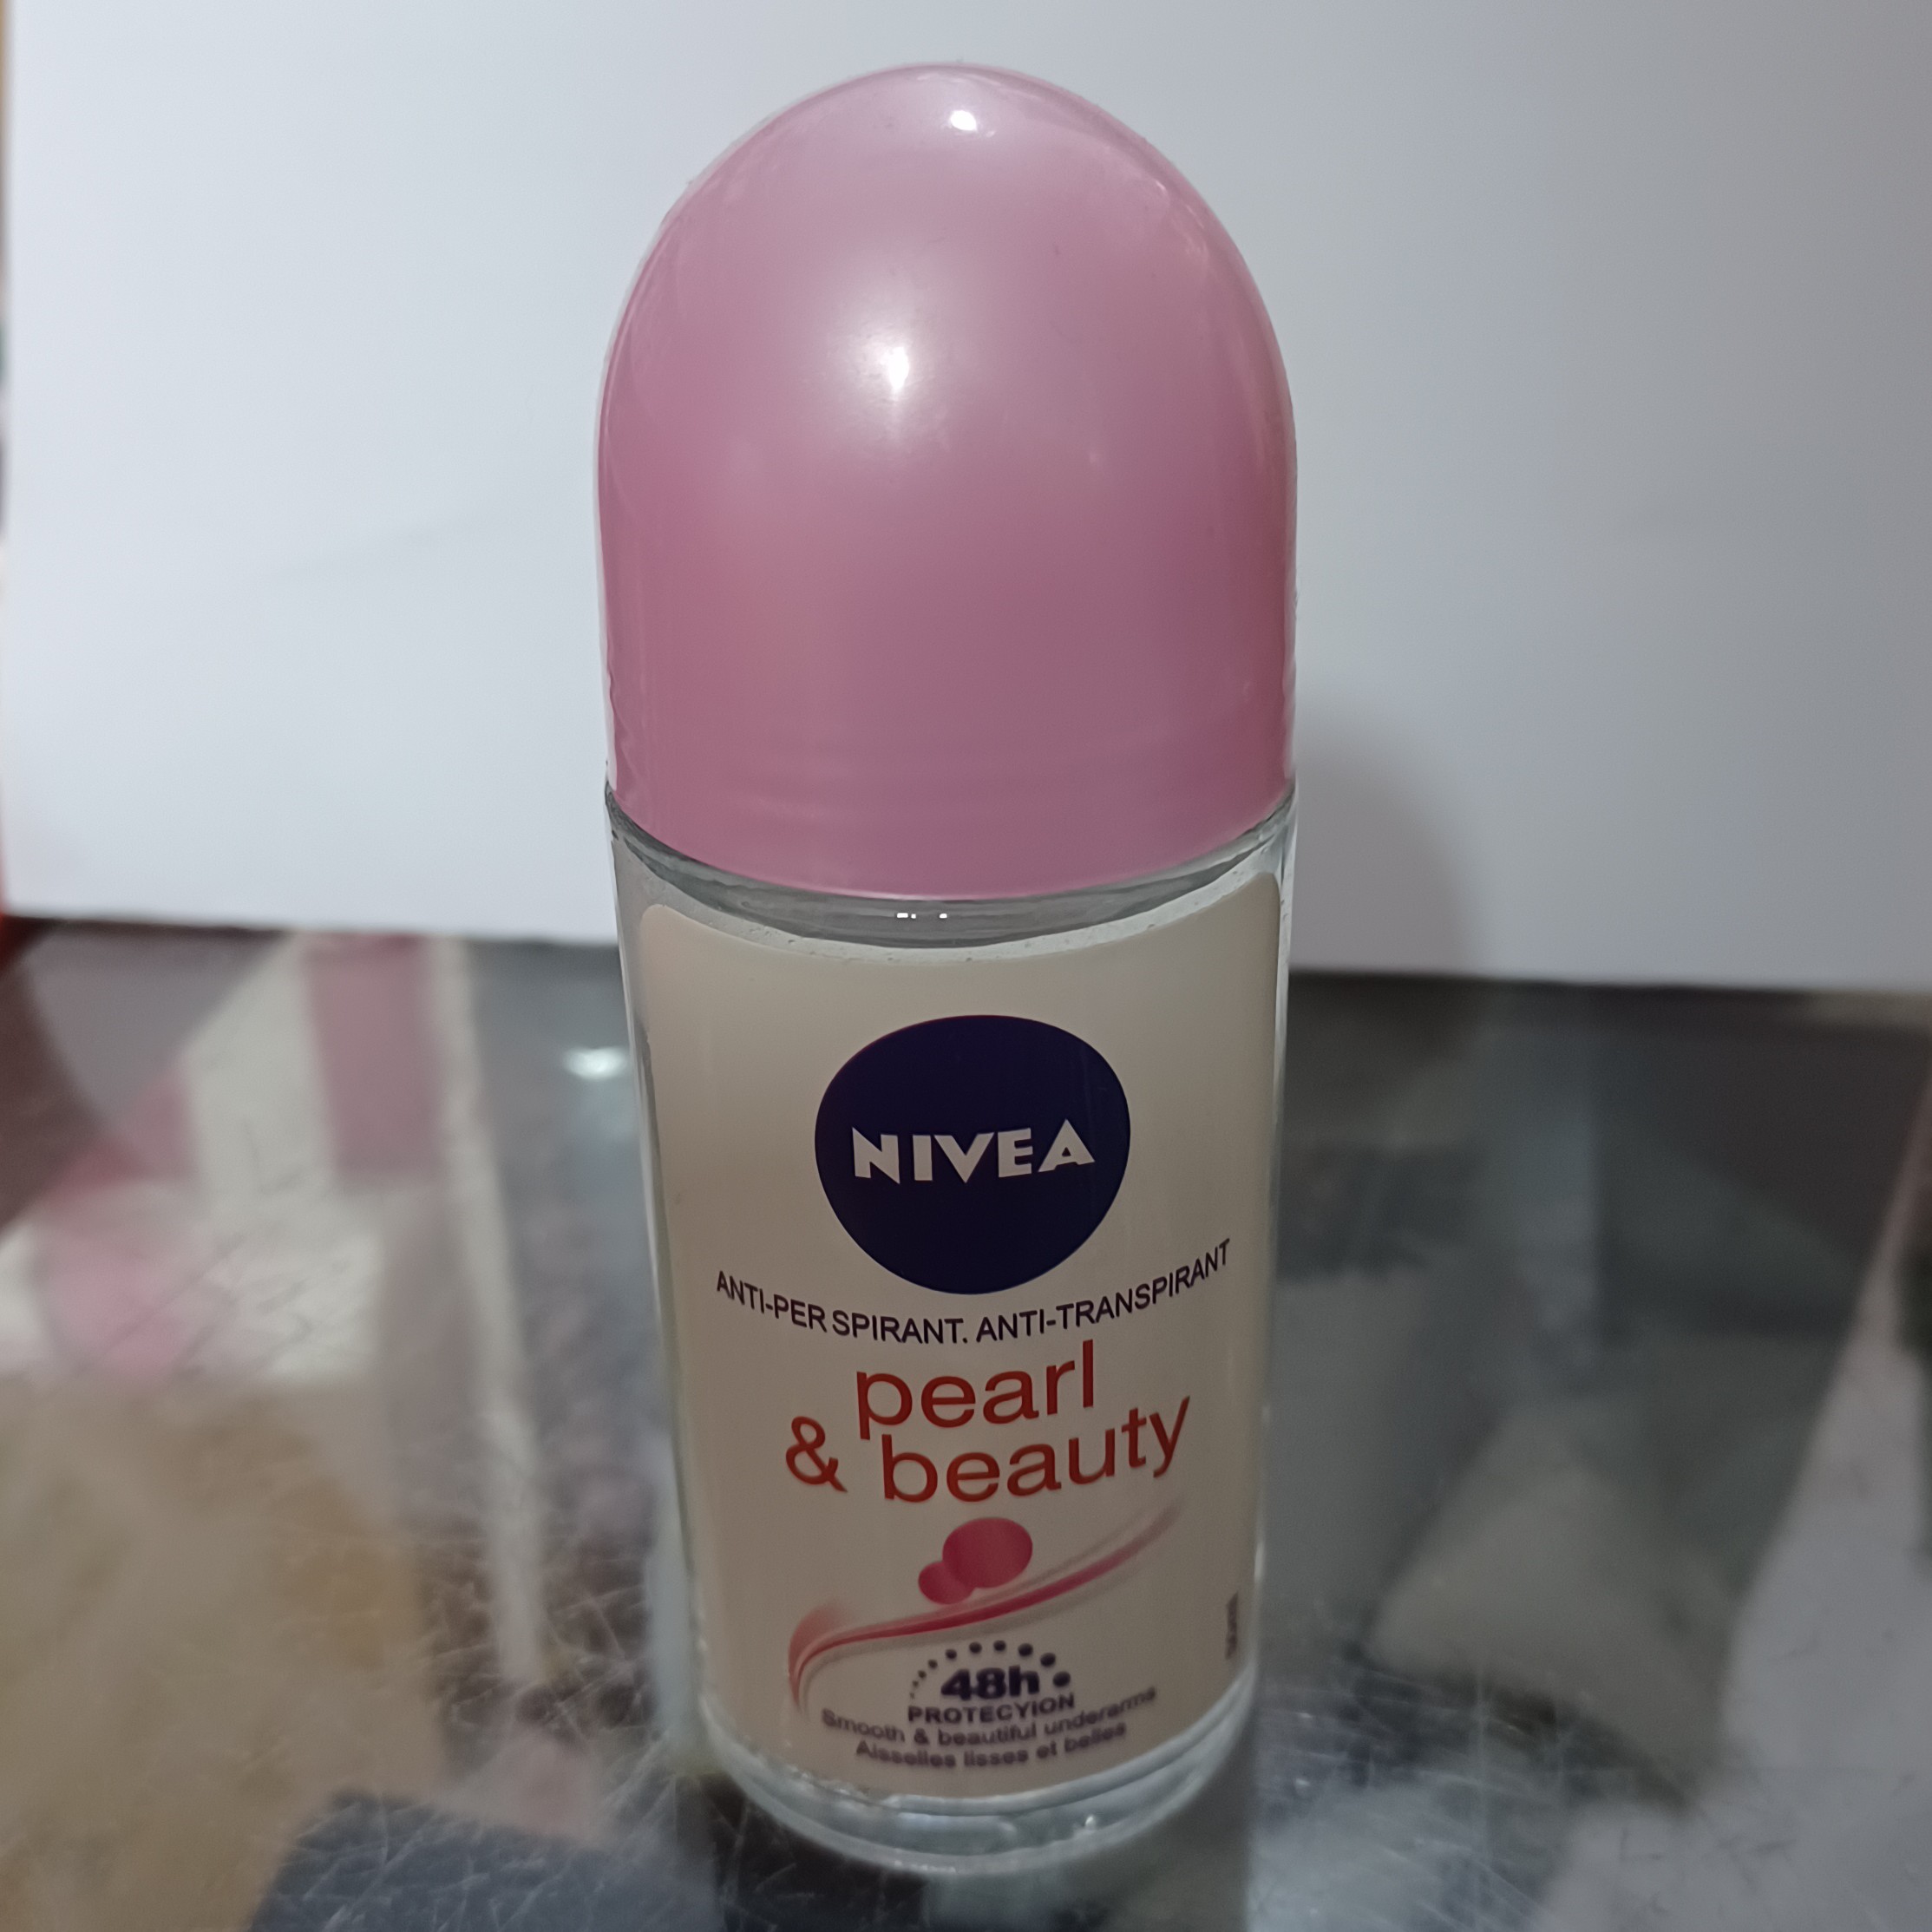 NIVEA
ANTI-PER SPIRANT. ANTI-TRANSPIRANT
pearl
& beauty
48h
PROTECYION
Smooth & beautiful underarms
Aisselles lisses et belles